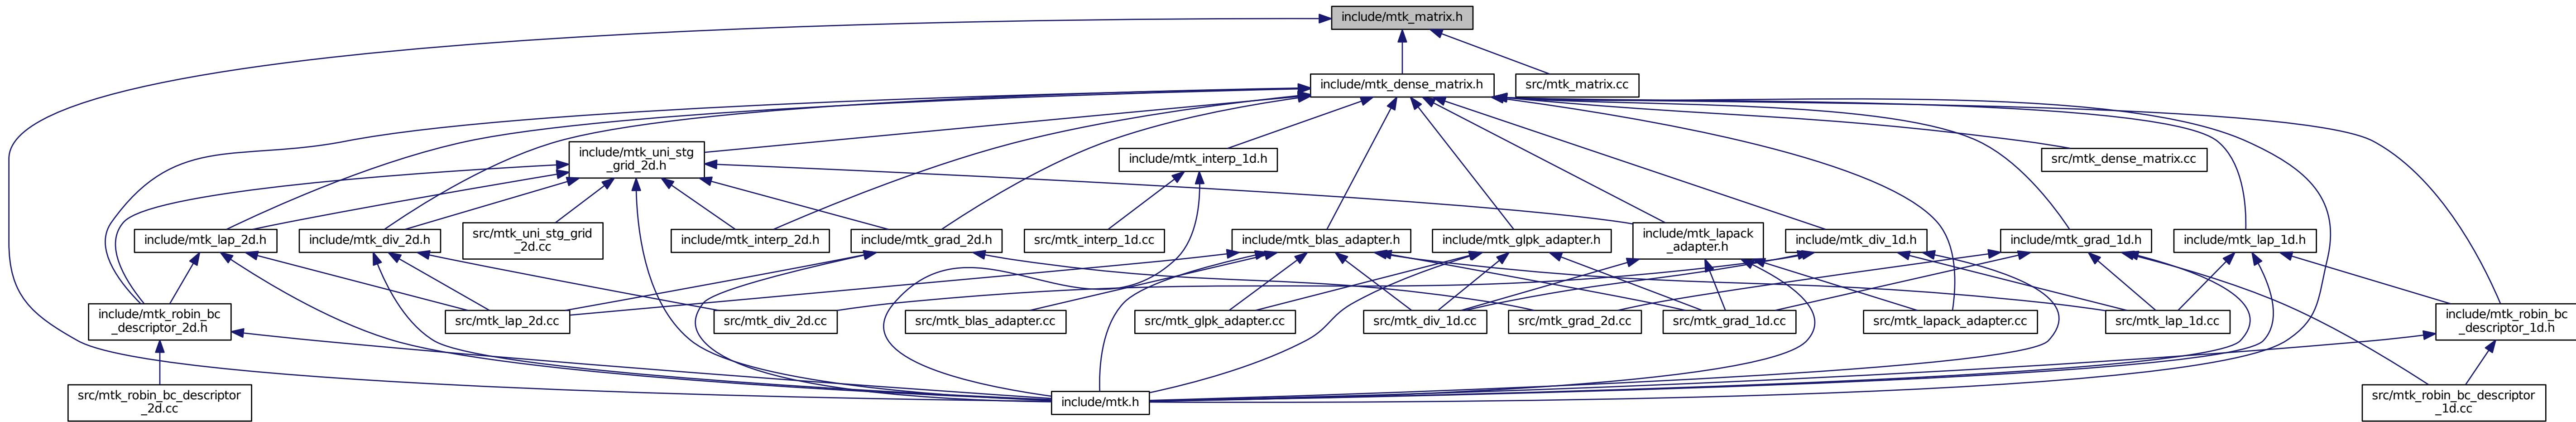 include/mtk_matrix.h
include/mtk_dense_matrix.h
src/mtk_matrix.cc
include/mtk_uni_stg
_grid_2d.h
include/mtk_interp_1d.h
src/mtk_dense_matrix.cc
include/mtk_lap_2d.h
include/mtk_div_2d.h
src/mtk_uni_stg_grid
_2d.cc
include/mtk_interp_2d.h
include/mtk_grad_2d.h
src/mtk_interp_1d.cc
include/mtk_blas_adapter.h
include/mtk_glpk_adapter.h
include/mtk_lapack
_adapter.h
include/mtk_div_1d.h
include/mtk_grad_1d.h
include/mtk_lap_1d.h
include/mtk_robin_bc
_descriptor_2d.h
src/mtk_lap_2d.cc
src/mtk_div_2d.cc
src/mtk_blas_adapter.cc
src/mtk_glpk_adapter.cc
src/mtk_div_1d.cc
src/mtk_grad_2d.cc
src/mtk_grad_1d.cc
src/mtk_lapack_adapter.cc
src/mtk_lap_1d.cc
include/mtk_robin_bc
_descriptor_1d.h
src/mtk_robin_bc_descriptor
_2d.cc
include/mtk.h
src/mtk_robin_bc_descriptor
_1d.cc